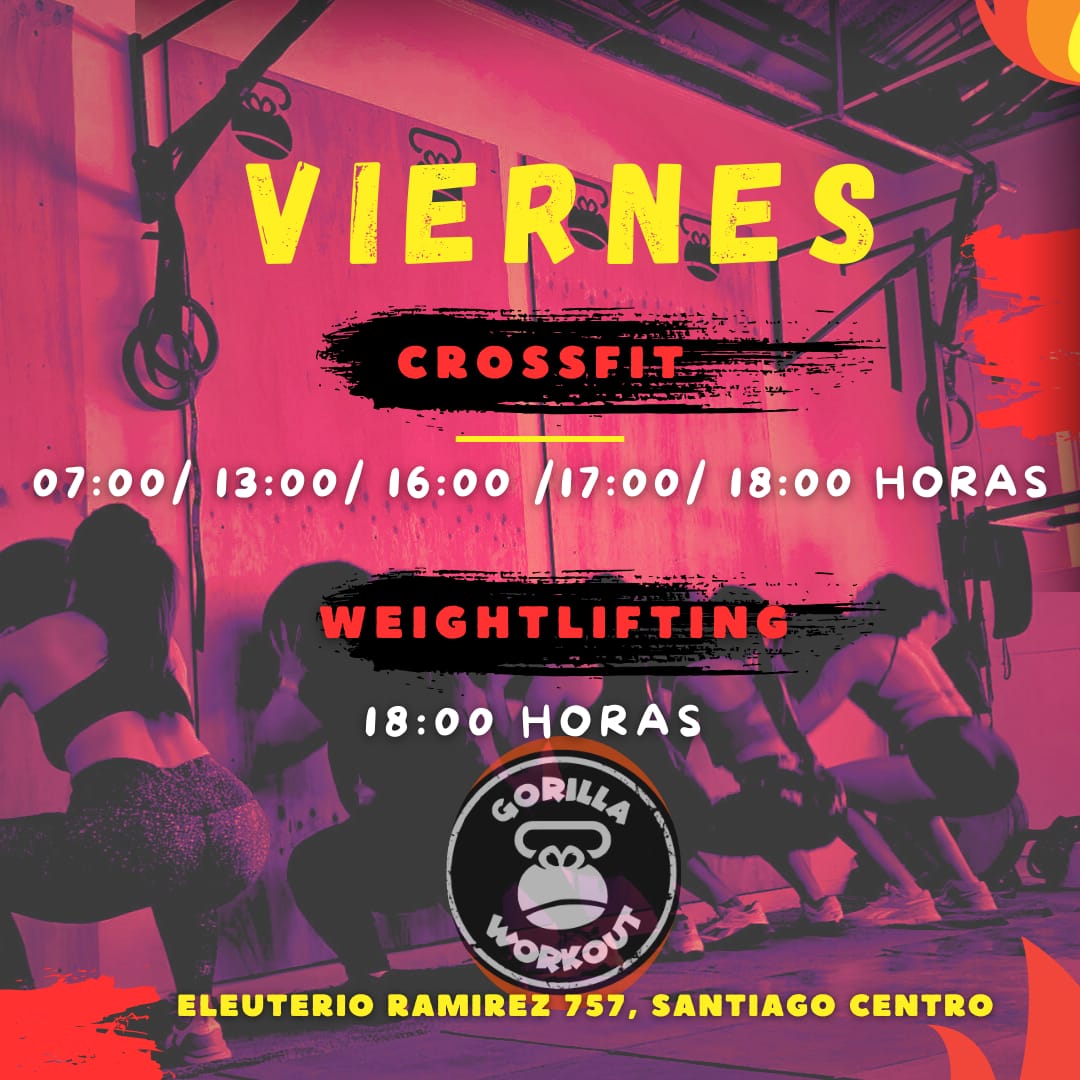 VIERNES
CROSSFIT
07:00/ 13:00/ 16:00 /17:00/ 18:00 HORAS
WEIGHTLIFTING
18:00 HORAS
GORILLA
WORKOUT
ELEUTERIO RAMIREZ 757, SANTIAGO CENTRO